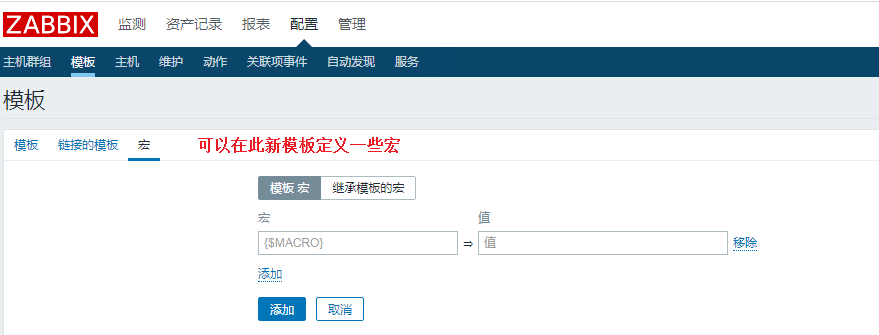 ZABBIX 监测 资产记录 报表 配置 管理
主机群组 模板 主机 维护 动作 关联项事件 自动发现 服务
模板
模板 链接的模板 宏 可以在此新模板定义一些宏
模板 宏 继承模板的宏
宏 值
{$MACRO} ⇒ 值 移除
添加
添加 取消